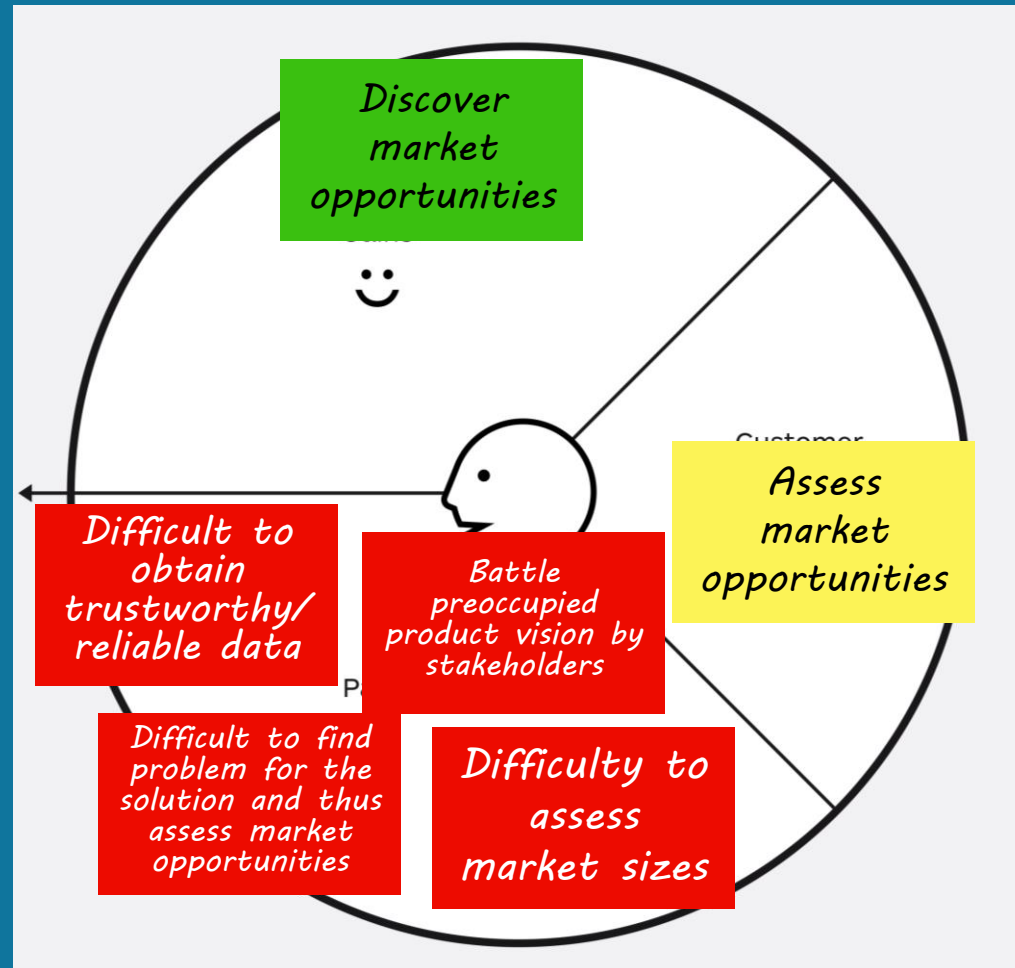 Discover
market
opportunities
Customer
Assess
market
opportunities
Difficult to
obtain
trustworthy/
reliable data
Battle
preoccupied
product vision by
stakeholders
Difficult to find
problem for the
solution and thus
assess market
opportunities
Difficulty to
assess
market sizes